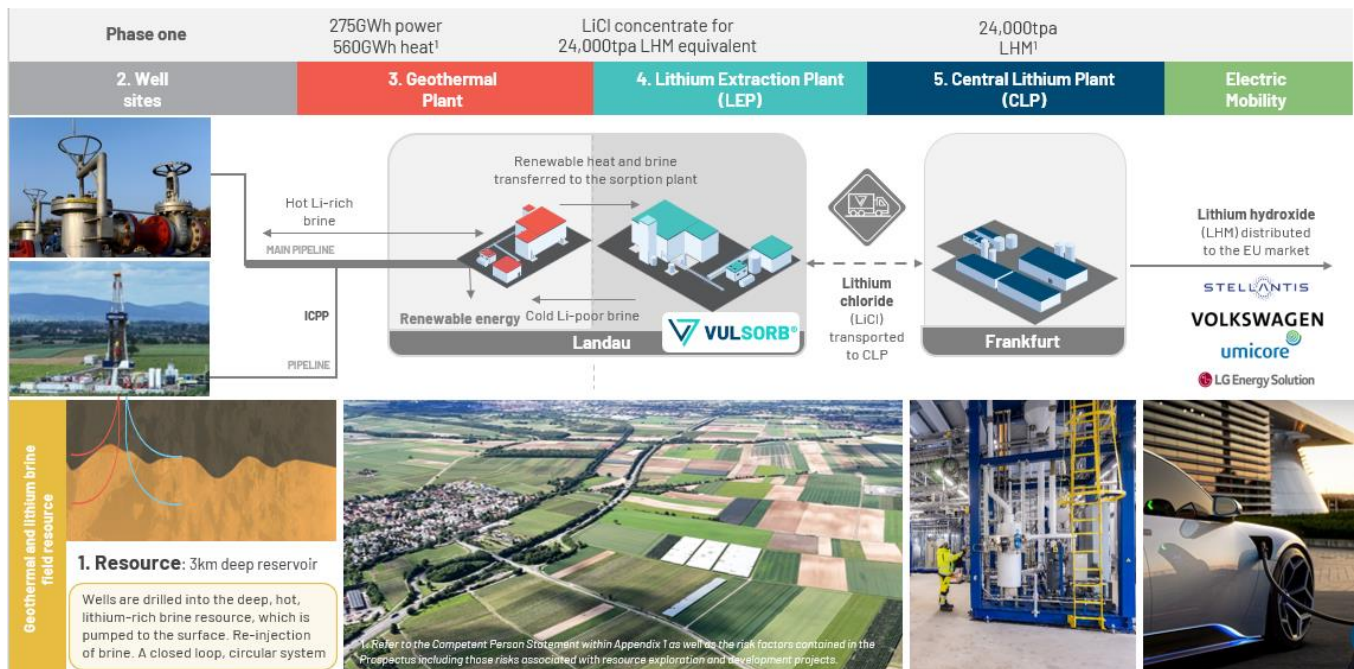 Phase one
275GWh power
560GWh heat¹
LiCl concentrate for
24,000tpa LHM equivalent
24,000tpa
LHM¹
2. Well
sites
3. Geothermal
Plant
4. Lithium Extraction Plant
(LEP)
5. Central Lithium Plant
(CLP)
Electric
Mobility
Hot Li-rich
brine
MAIN PIPELINE
ICPP
PIPELINE
Renewable heat and brine
transferred to the sorption plant
Renewable energy
Cold Li-poor brine
VULSORB®
Landau
Lithium
chloride
(LiCl)
transported
to CLP
Frankfurt
Lithium hydroxide
(LHM) distributed
to the EU market
STELLANTIS
VOLKSWAGEN
umicore
LG Energy Solution
Geothermal and lithium brine
field resource
1. Resource: 3km deep reservoir
Wells are drilled into the deep, hot,
lithium-rich brine resource, which is
pumped to the surface. Re-injection
of brine. A closed loop, circular system
1. Refer to the Competent Person Statement within Appendix 1 as well as the risk factors contained in the
Prospectus including those risks associated with resource exploration and development projects.